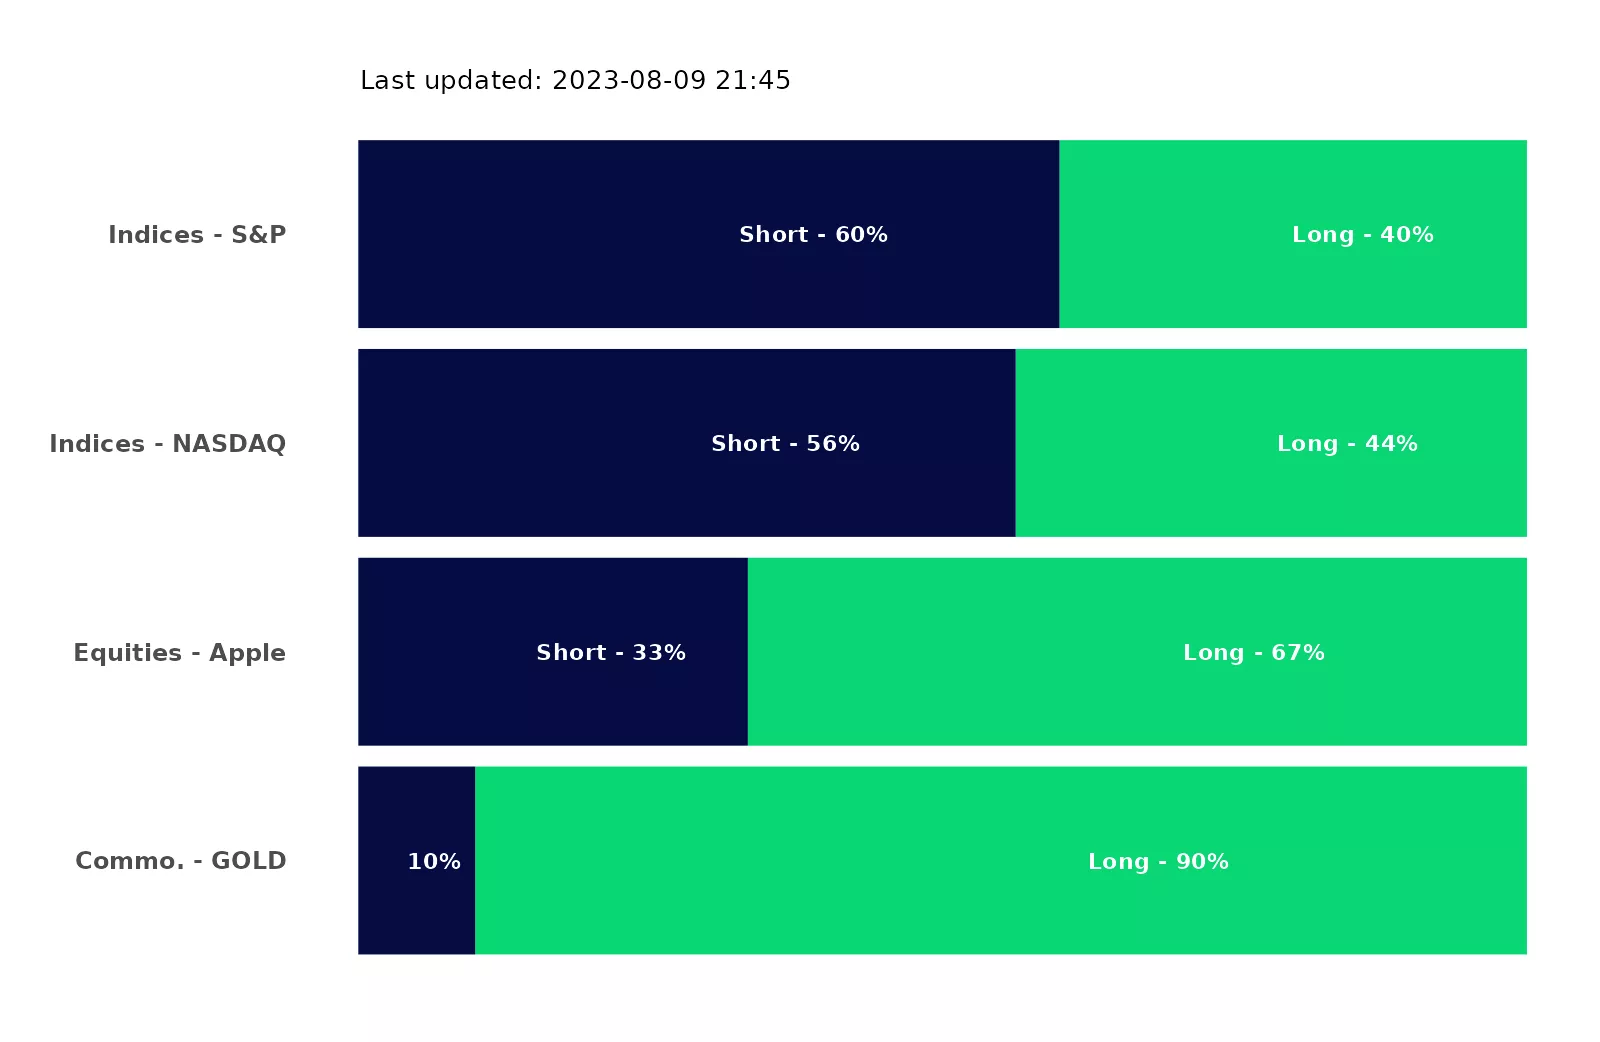 Last updated: 2023-08-09 21:45
Indices - S&P
Short - 60%
Long - 40%
Indices - NASDAQ
Short - 56%
Long - 44%
Equities - Apple
Short - 33%
Long - 67%
Commo. - GOLD
10%
Long - 90%